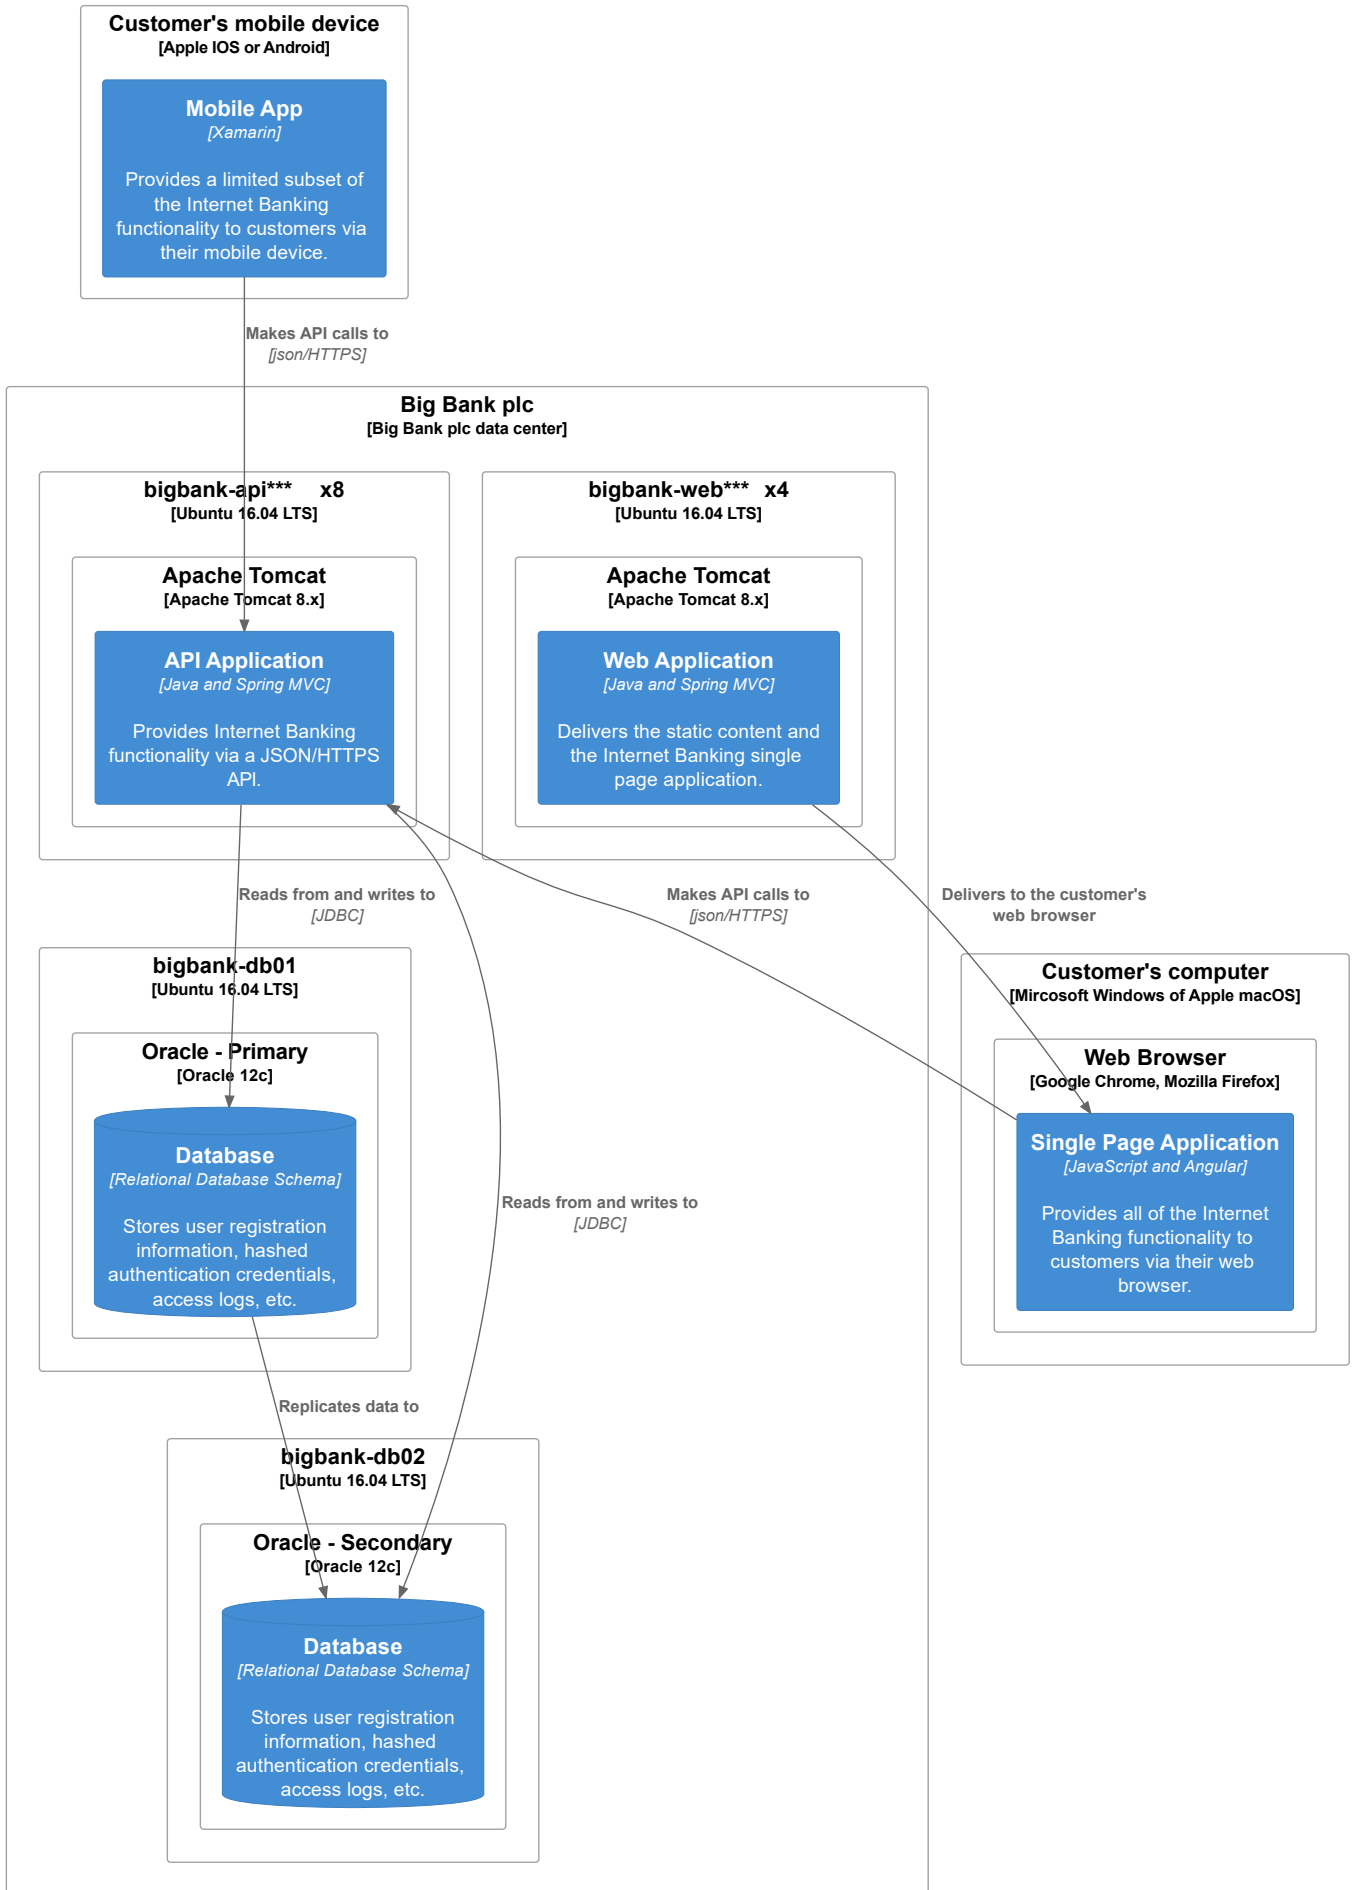 Customer's mobile device
[Apple IOS or Android]
Mobile App
[Xamarin]
Provides a limited subset of
the Internet Banking
functionality to customers via
their mobile device.
Makes API calls to
[json/HTTPS]
Big Bank plc
[Big Bank plc data center]
bigbank-api*** x8
[Ubuntu 16.04 LTS]
Apache Tomcat
[Apache Tomcat 8.x]
API Application
[Java and Spring MVC]
Provides Internet Banking
functionality via a JSON/HTTPS
API.
bigbank-web*** x4
[Ubuntu 16.04 LTS]
Apache Tomcat
[Apache Tomcat 8.x]
Web Application
[Java and Spring MVC]
Delivers the static content and
the Internet Banking single
page application.
Reads from and writes to
[JDBC]
Makes API calls to
[json/HTTPS]
Delivers to the customer's
web browser
bigbank-db01
[Ubuntu 16.04 LTS]
Oracle - Primary
[Oracle 12c]
Database
[Relational Database Schema]
Stores user registration
information, hashed
authentication credentials,
access logs, etc.
Customer's computer
[Mircosoft Windows of Apple macOS]
Web Browser
[Google Chrome, Mozilla Firefox]
Single Page Application
[JavaScript and Angular]
Provides all of the Internet
Banking functionality to
customers via their web
browser.
Reads from and writes to
[JDBC]
Replicates data to
bigbank-db02
[Ubuntu 16.04 LTS]
Oracle - Secondary
[Oracle 12c]
Database
[Relational Database Schema]
Stores user registration
information, hashed
authentication credentials,
access logs, etc.